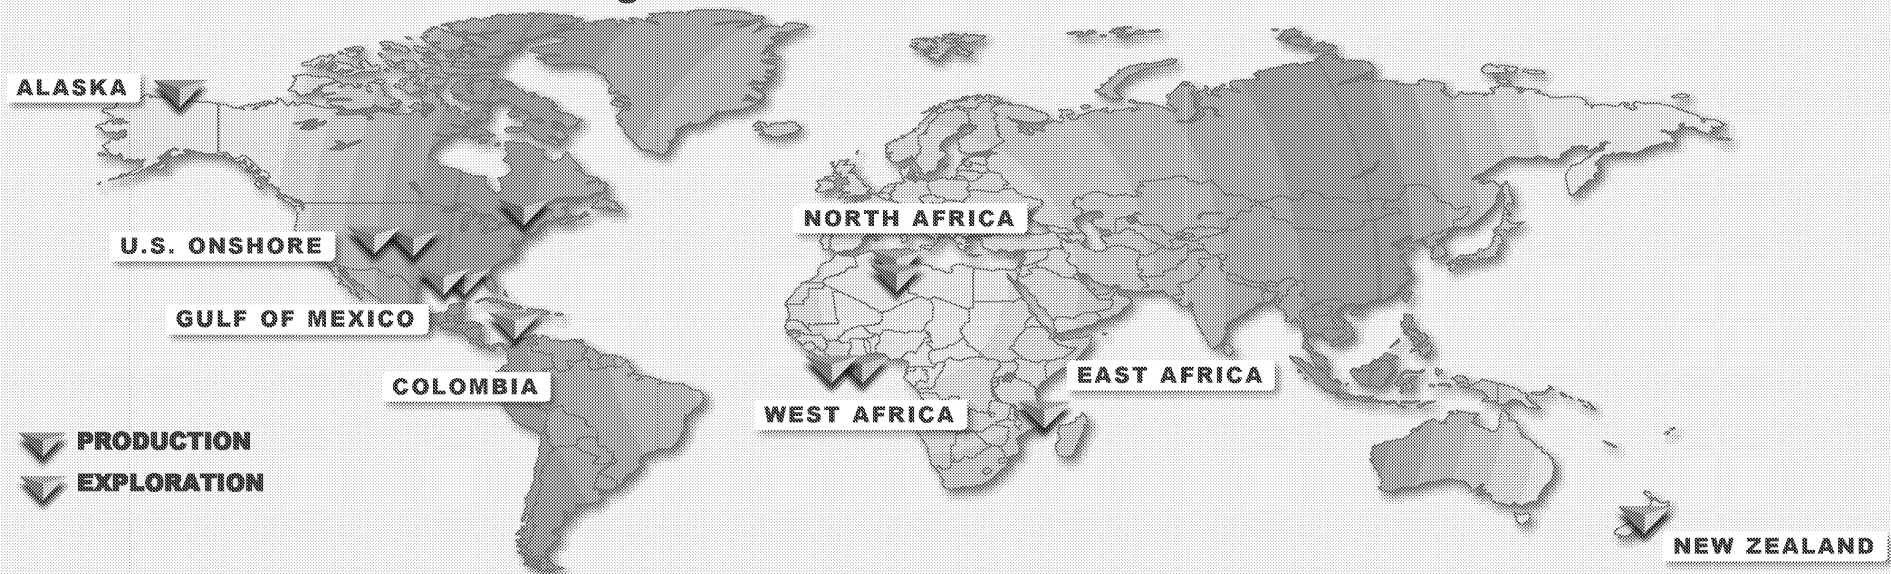 ALASKA
NORTH AFRICA
U.S. ONSHORE
GULF OF MEXICO
COLOMBIA
EAST AFRICA
WEST AFRICA
PRODUCTION
EXPLORATION
NEW ZEALAND